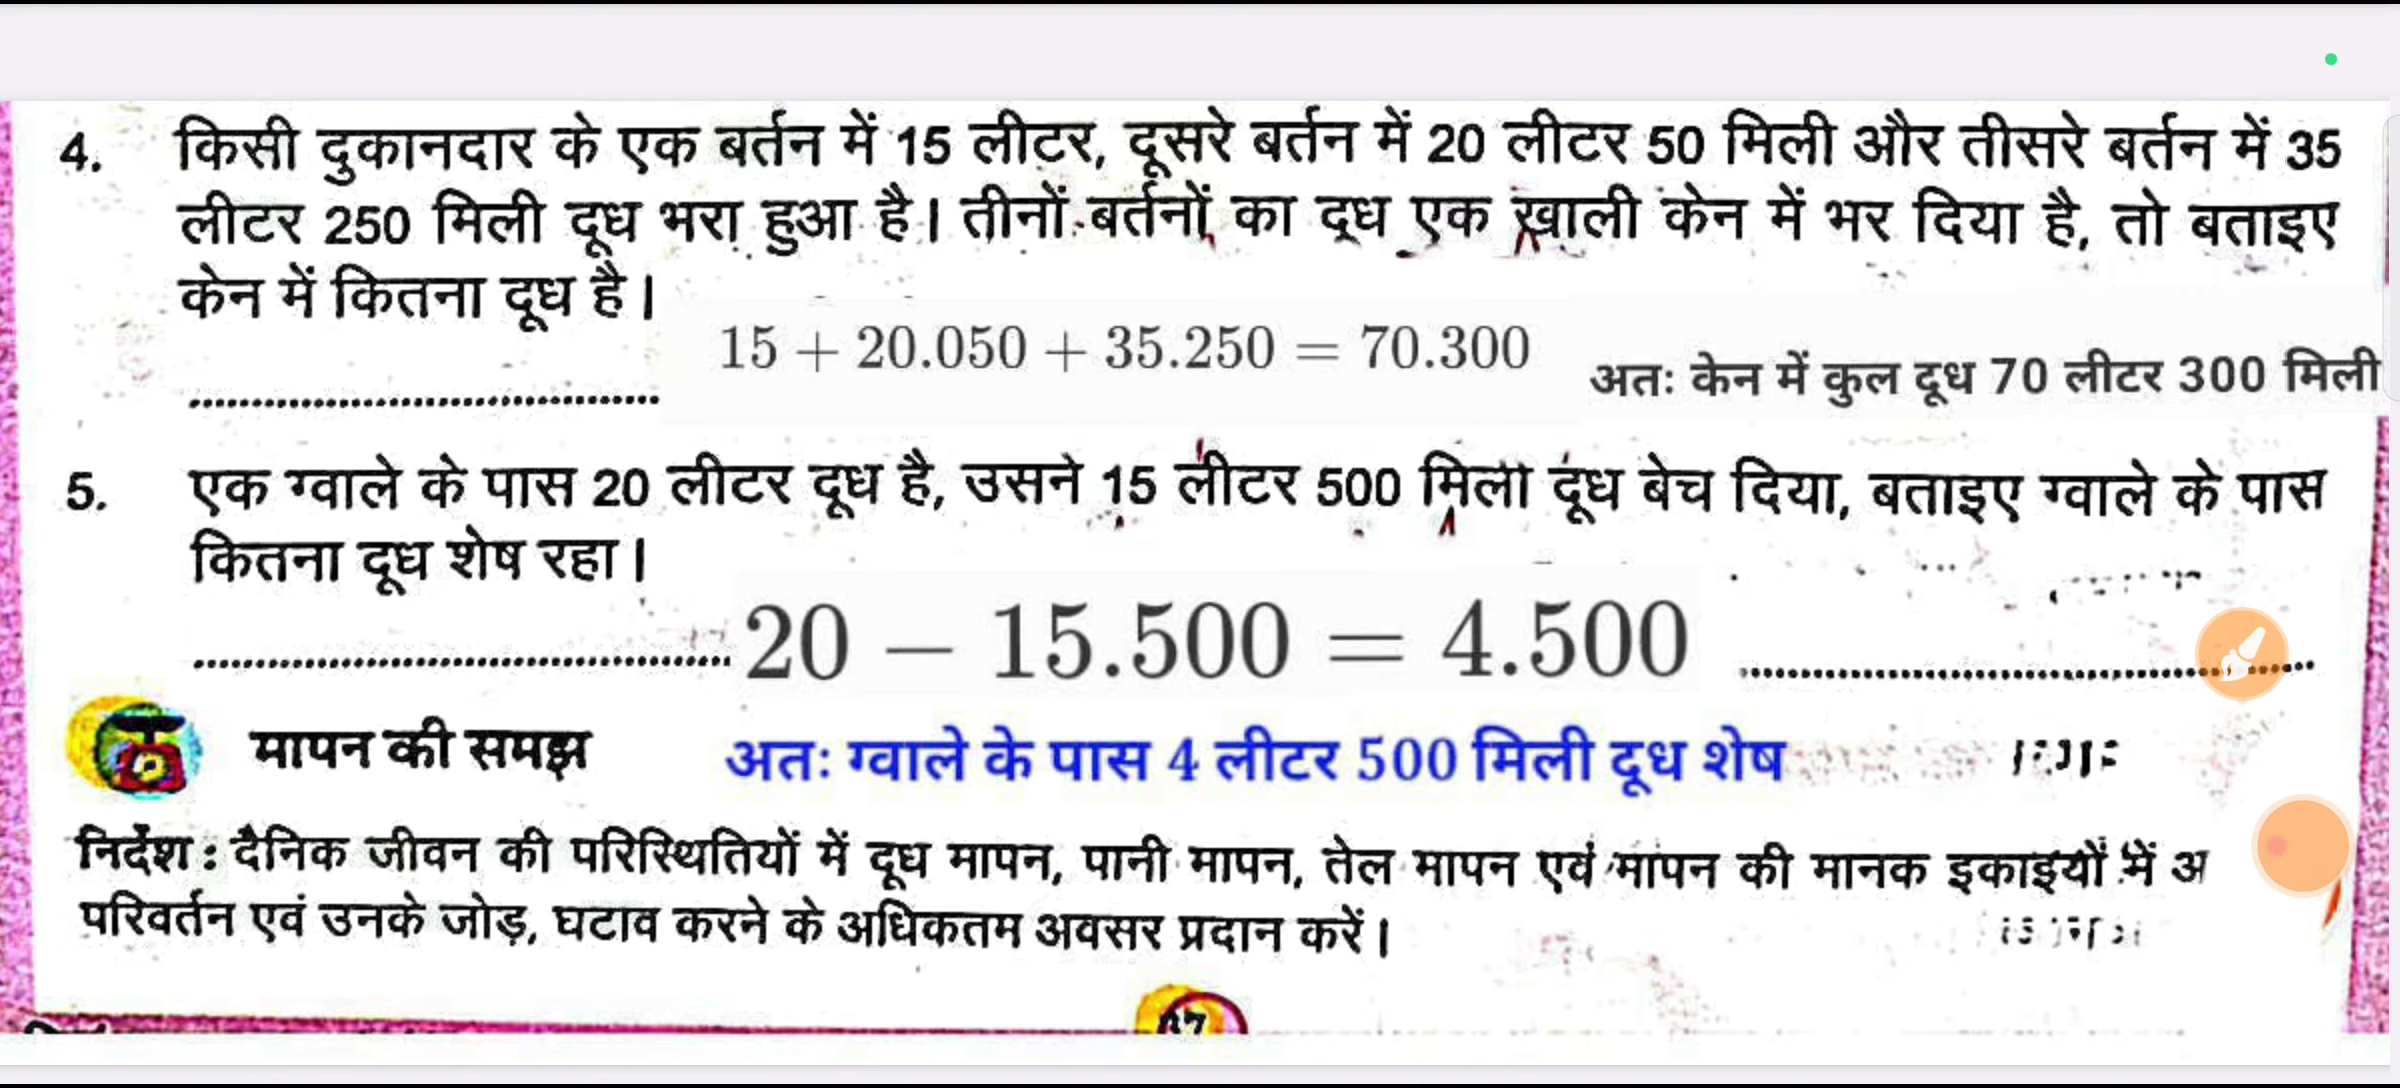 4. किसी दुकानदार के एक बर्तन में 15 लीटर, दूसरे बर्तन में 20 लीटर 50 मिली और तीसरे बर्तन में 35
लीटर 250 मिली दूध भरा हुआ है। तीनों बर्तनों का दूध एक खाली केन में भर दिया है, तो बताइए
केन में कितना दूध है।
15 + 20.050 + 35.250 = 70.300
अतः केन में कुल दूध 70 लीटर 300 मिली
5. एक ग्वाले के पास 20 लीटर दूध है, उसने 15 लीटर 500 मिली दूध बेच दिया, बताइए ग्वाले के पास
कितना दूध शेष रहा।
20 − 15.500 = 4.500
मापन की समझ
अतः ग्वाले के पास 4 लीटर 500 मिली दूध शेष
निर्देश : दैनिक जीवन की परिस्थितियों में दूध मापन, पानी मापन, तेल मापन एवं मापन की मानक इकाइयों में अ
परिवर्तन एवं उनके जोड़, घटाव करने के अधिकतम अवसर प्रदान करें।